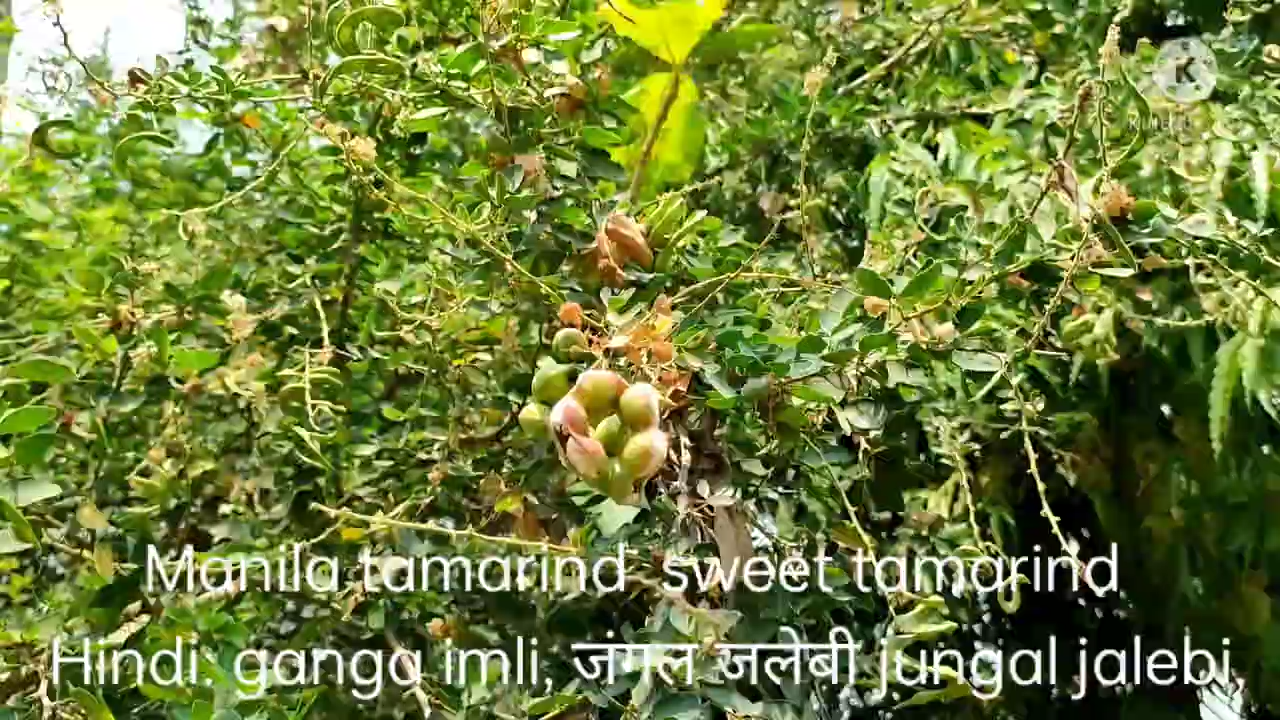 Manila tamarind sweet tamarind
Hindi. ganga imli, जंगल जलेबी jungal jalebi,